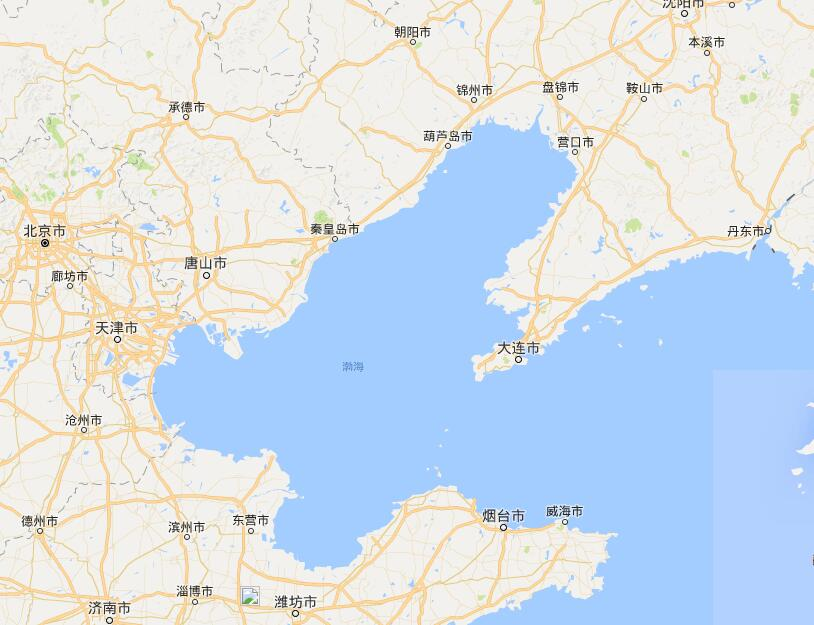 沈阳市
朝阳市
本溪市
锦州市
盘锦市
鞍山市
承德市
葫芦岛市
营口市
北京市
秦皇岛市
丹东市
唐山市
廊坊市
天津市
大连市
渤海
沧州市
德州市
滨州市
东营市
烟台市
威海市
淄博市
潍坊市
济南市